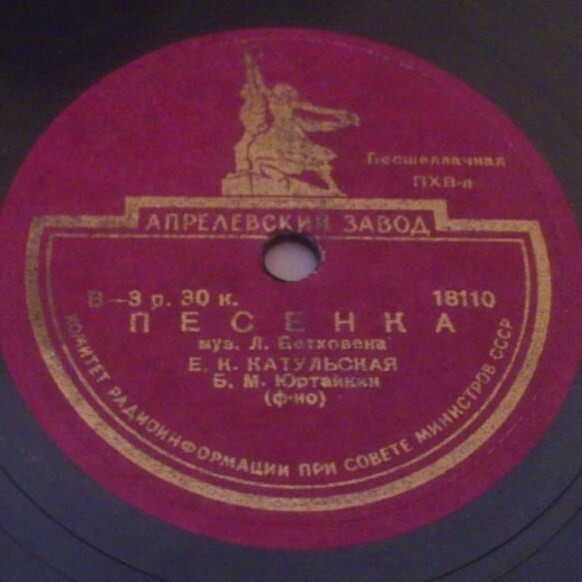 Бесшеллачная
ПХВ-п
АПРЕЛЕВСКИЙ ЗАВОД
В—3 р. 30 к. 18110
ПЕСЕНКА
муз. Л. Бетховена
Е. К. КАТУЛЬСКАЯ
Б. М. Юртайкин
(ф-но)
КОМИТЕТ РАДИОИНФОРМАЦИИ ПРИ СОВЕТЕ МИНИСТРОВ СССР